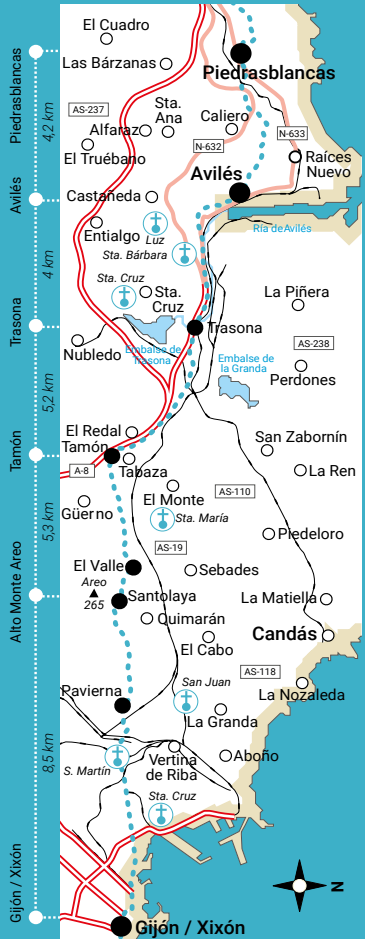 El Cuadro
Las Bárzanas
Piedrasblancas
AS-237
Sta.
Ana
Caliero
Alfaraz
N-633
N-632
El Truébano
Raíces
Nuevo
Avilés
Castañeda
Entialgo
Luz
Sta. Bárbara
Ría de Avilés
Sta. Cruz
Sta.
Cruz
La Piñera
Trasona
AS-238
Nubledo
Embalse de
Trasona
Embalse de
la Granda
Perdones
El Redal
Tamón
San Zabornín
A-8
Tabaza
La Ren
El Monte
AS-110
Güerno
Sta. María
Piedeloro
AS-19
El Valle
Sebades
Areo
265
Santolaya
La Matiella
Quimarán
Candás
El Cabo
AS-118
San Juan
Pavierna
La Nozaleda
La Granda
S. Martín
Vertina
de Riba
Aboño
Sta. Cruz
Gijón / Xixón
N
Piedrasblancas
4,2 km
Avilés
4 km
Trasona
5,2 km
Tamón
5,3 km
Alto Monte Areo
8,5 km
Gijón / Xixón